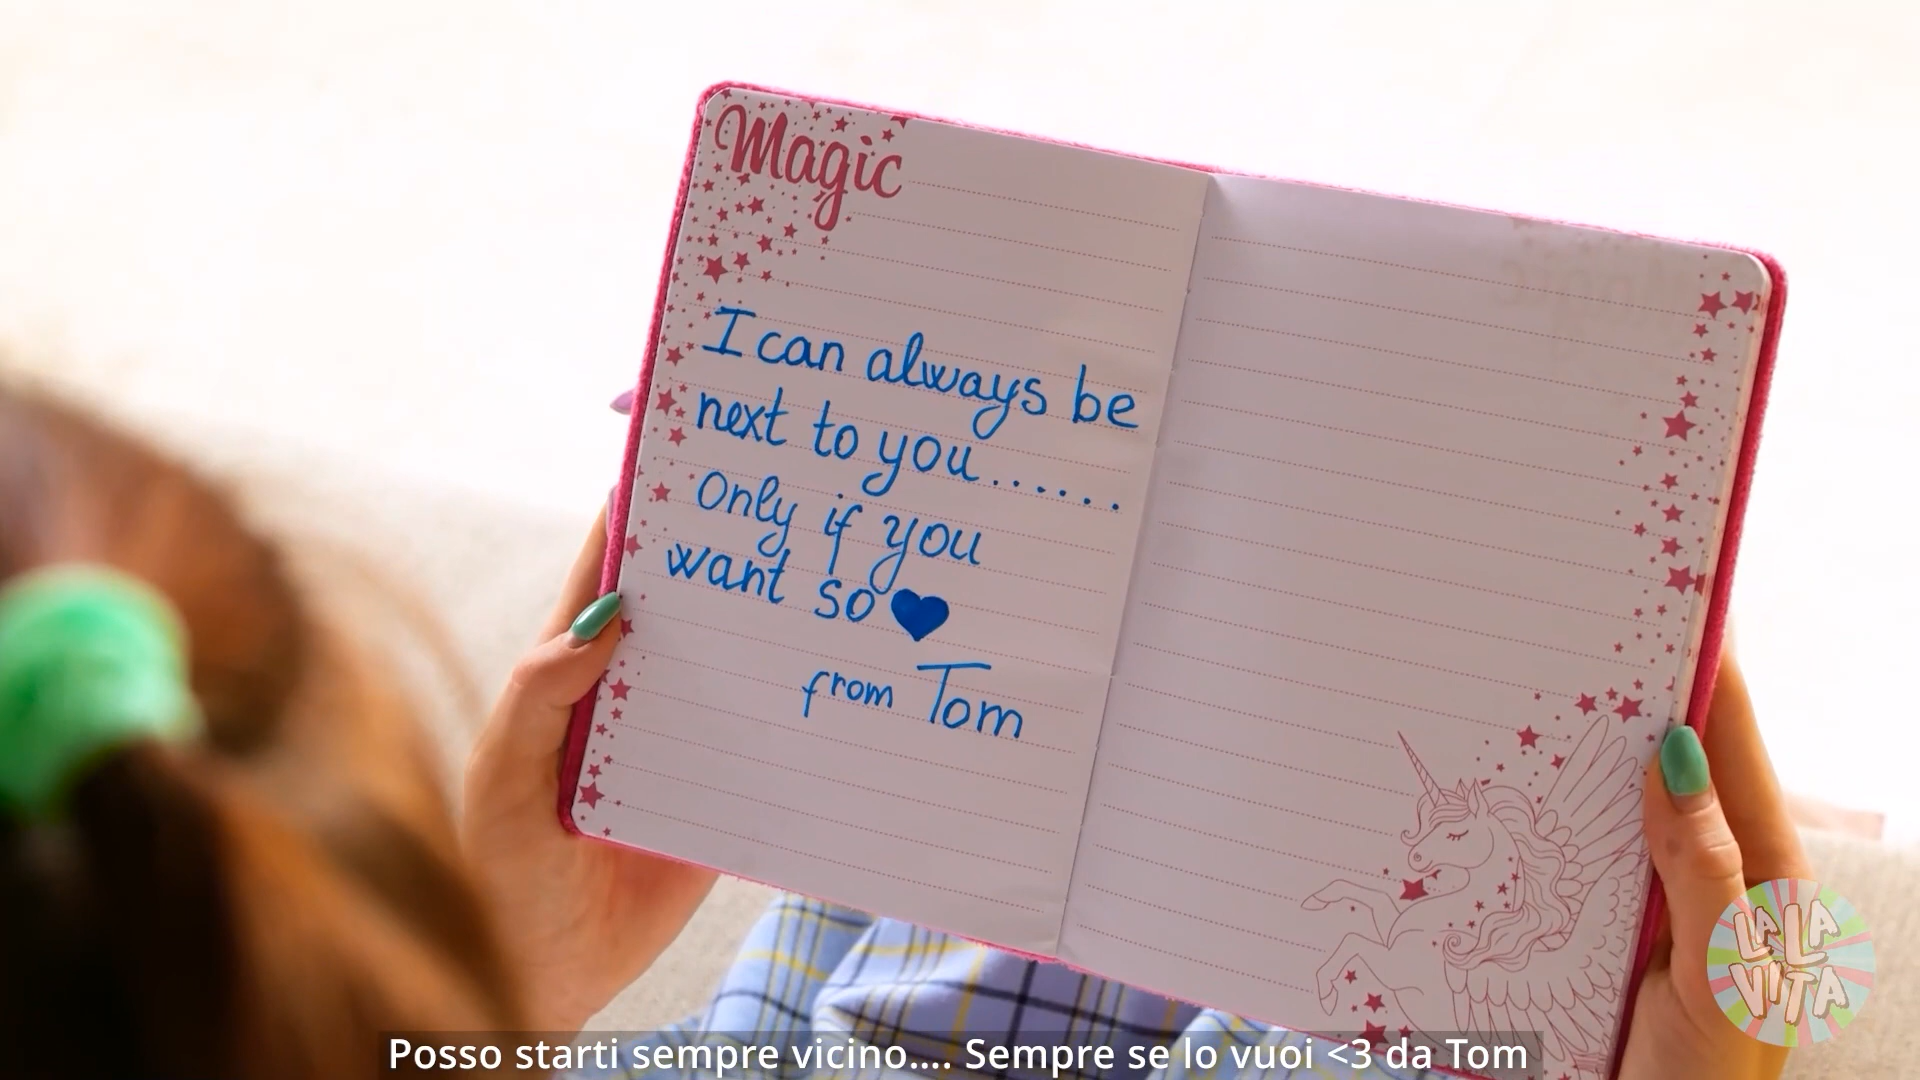 Magic
I can always be
next to you......
Only if you
want so
from Tom
LA LA
VITA
Posso starti sempre vicino.... Sempre se lo vuoi <3 da Tom